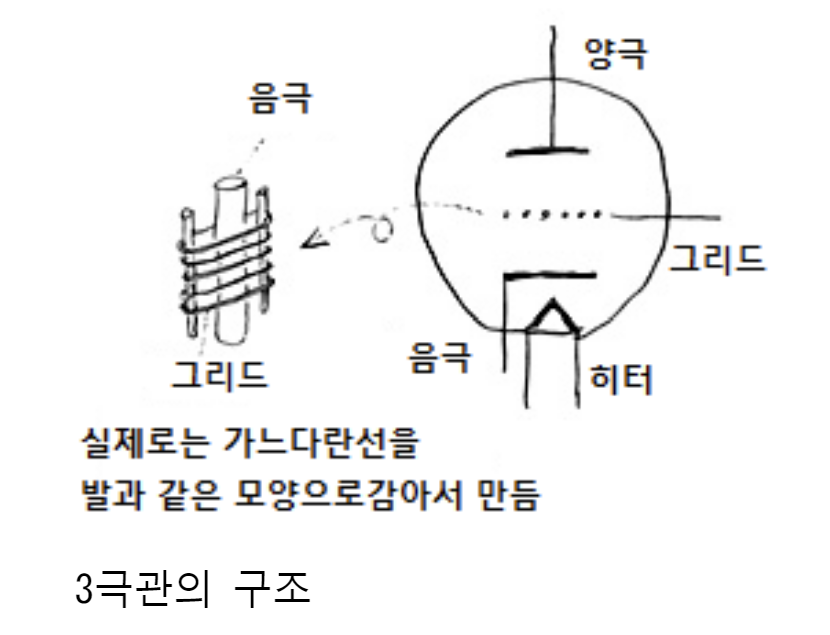 양극
음극
그리드
음극
히터
그리드
실제로는 가느다란선을
발과 같은 모양으로감아서 만듬
3극관의 구조